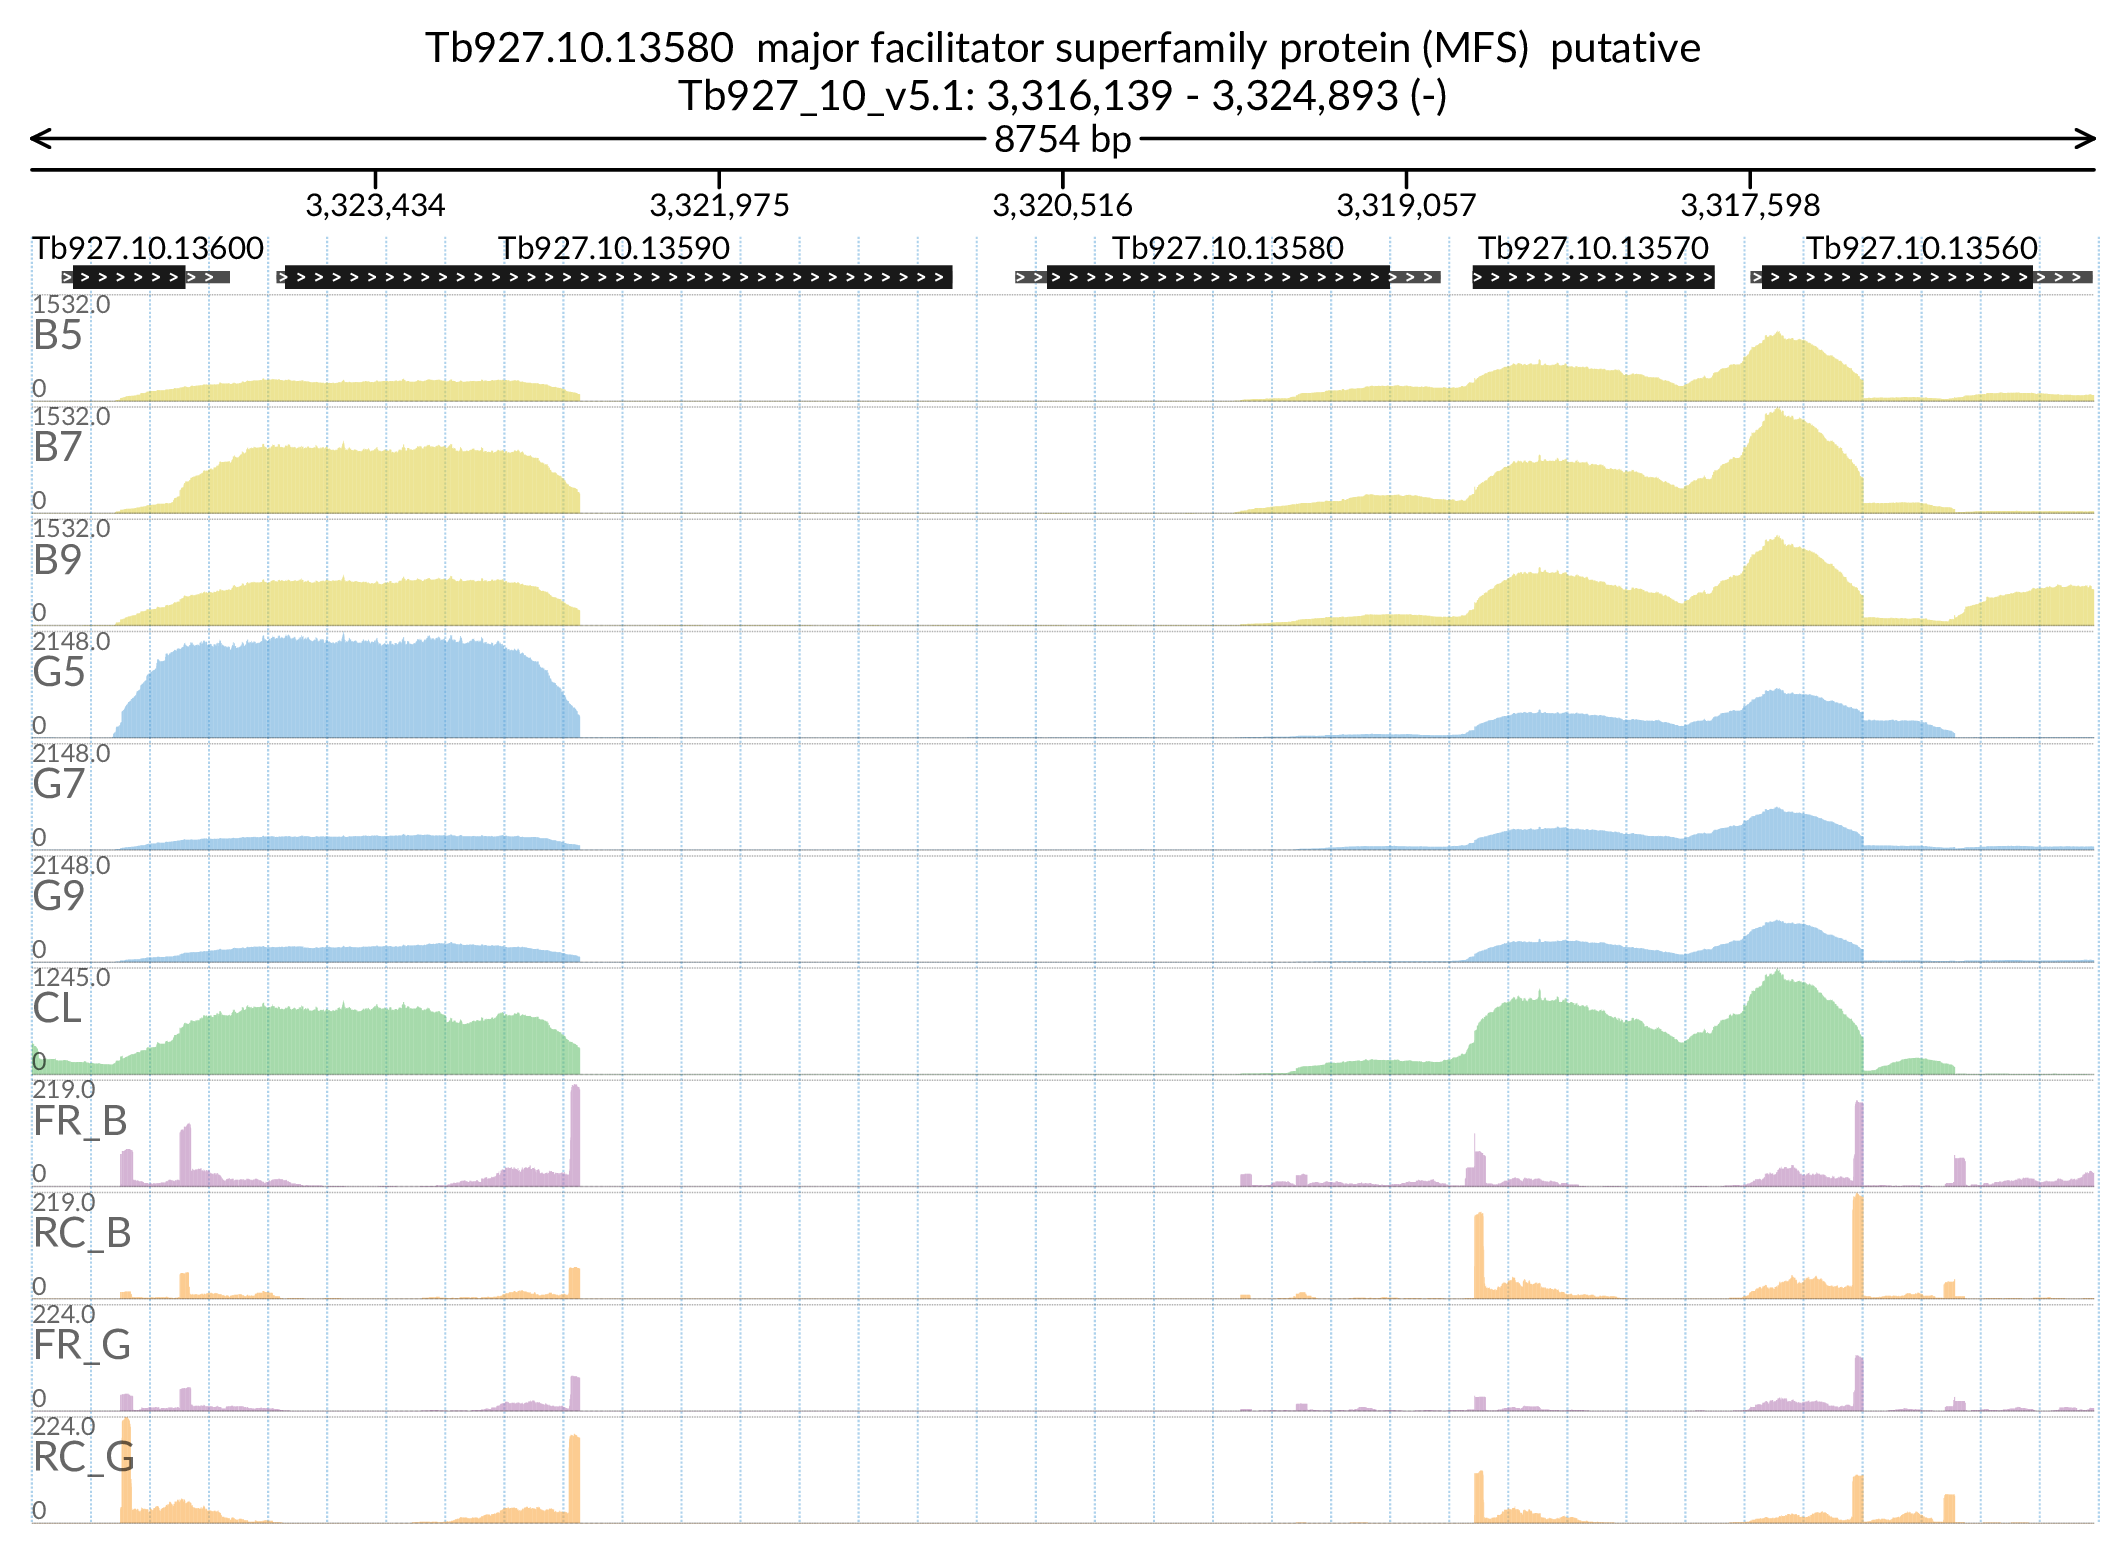 Tb927.10.13580  major facilitator superfamily protein (MFS)  putative
Tb927_10_v5.1: 3,316,139 - 3,324,893 (-)
8754 bp
3,323,434 3,321,975 3,320,516 3,319,057 3,317,598
Tb927.10.13600 Tb927.10.13590 Tb927.10.13580 Tb927.10.13570 Tb927.10.13560
1532.0
B5
0
1532.0
B7
0
1532.0
B9
0
2148.0
G5
0
2148.0
G7
0
2148.0
G9
0
1245.0
CL
0
219.0
FR_B
0
219.0
RC_B
0
224.0
FR_G
0
224.0
RC_G
0